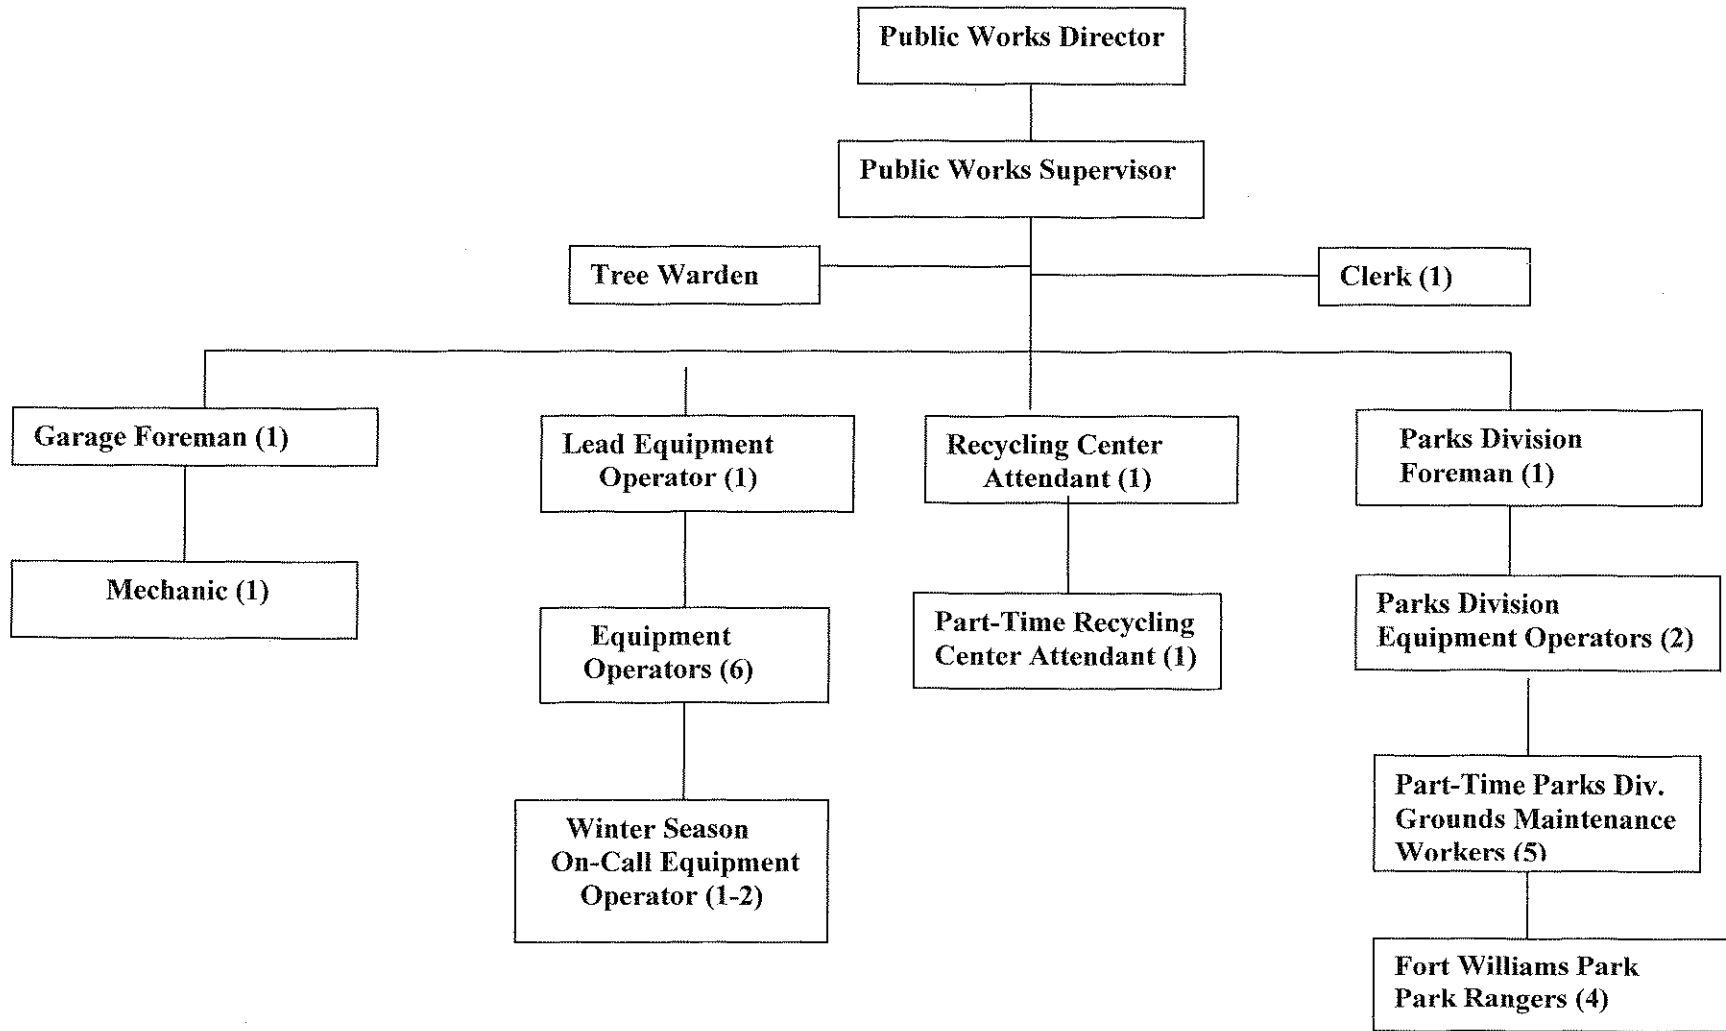 Public Works Director
Public Works Supervisor
Tree Warden
Clerk (1)
Garage Foreman (1)
Lead Equipment
Operator (1)
Recycling Center
Attendant (1)
Parks Division
Foreman (1)
Mechanic (1)
Equipment
Operators (6)
Part-Time Recycling
Center Attendant (1)
Parks Division
Equipment Operators (2)
Winter Season
On-Call Equipment
Operator (1-2)
Part-Time Parks Div.
Grounds Maintenance
Workers (5)
Fort Williams Park
Park Rangers (4)